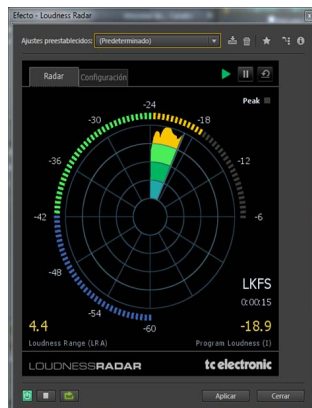 Efecto - Loudness Radar
Ajustes preestablecidos: (Predeterminado)
Radar Configuración
Peak
-24
-30 -18
-36 -12
-42 -6
-48
-54
-60
LKFS
0:00:15
4.4 -18.9
Loudness Range (LRA) Program Loudness (I)
LOUDNESSRADAR tc electronic
Aplicar Cerrar